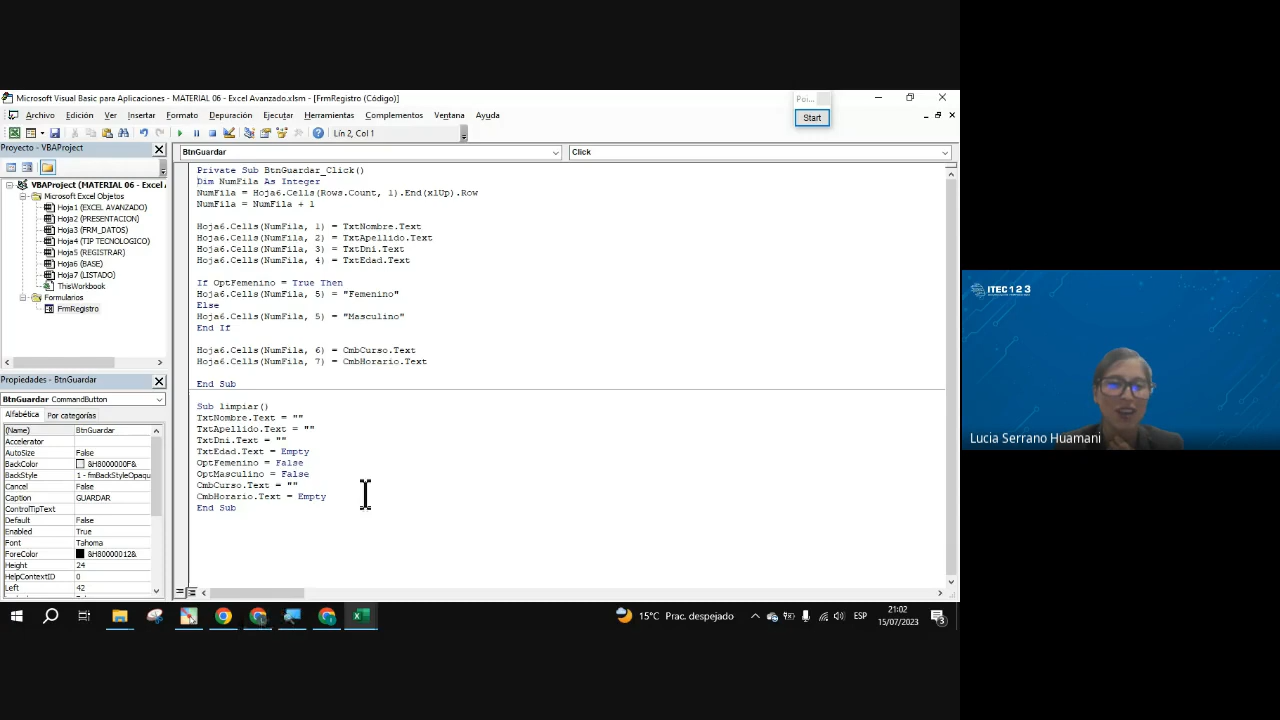 Microsoft Visual Basic para Aplicaciones - MATERIAL 06 - Excel Avanzado.xlsm - [FrmRegistro (Código)]
Poi...
Start
Archivo Edición Ver Insertar Formato Depuración Ejecutar Herramientas Complementos Ventana Ayuda
Lín 2, Col 1
Proyecto - VBAProject
BtnGuardar
Click
VBAProject (MATERIAL 06 - Excel A
Microsoft Excel Objetos
Hoja1 (EXCEL AVANZADO)
Hoja2 (PRESENTACION)
Hoja3 (FRM_DATOS)
Hoja4 (TIP TECNOLOGICO)
Hoja5 (REGISTRAR)
Hoja6 (BASE)
Hoja7 (LISTADO)
ThisWorkbook
Formularios
FrmRegistro
Private Sub BtnGuardar_Click()
Dim NumFila As Integer
NumFila = Hoja6.Cells(Rows.Count, 1).End(xlUp).Row
NumFila = NumFila + 1
Hoja6.Cells(NumFila, 1) = TxtNombre.Text
Hoja6.Cells(NumFila, 2) = TxtApellido.Text
Hoja6.Cells(NumFila, 3) = TxtDni.Text
Hoja6.Cells(NumFila, 4) = TxtEdad.Text
If OptFemenino = True Then
Hoja6.Cells(NumFila, 5) = "Femenino"
Else
Hoja6.Cells(NumFila, 5) = "Masculino"
End If
Hoja6.Cells(NumFila, 6) = CmbCurso.Text
Hoja6.Cells(NumFila, 7) = CmbHorario.Text
End Sub
Sub limpiar()
TxtNombre.Text = ""
TxtApellido.Text = ""
TxtDni.Text = ""
TxtEdad.Text = Empty
OptFemenino = False
OptMasculino = False
CmbCurso.Text = ""
CmbHorario.Text = Empty
End Sub
Propiedades - BtnGuardar
BtnGuardar CommandButton
Alfabética Por categorías
(Name) BtnGuardar
Accelerator
AutoSize False
BackColor &H8000000F&
BackStyle 1 - fmBackStyleOpaqu
Cancel False
Caption GUARDAR
ControlTipText
Default False
Enabled True
Font Tahoma
ForeColor &H80000012&
Height 24
HelpContextID 0
Left 42
ITEC 1 2 3
Lucia Serrano Huamani
15°C Prac. despejado
ESP
21:02
15/07/2023
3